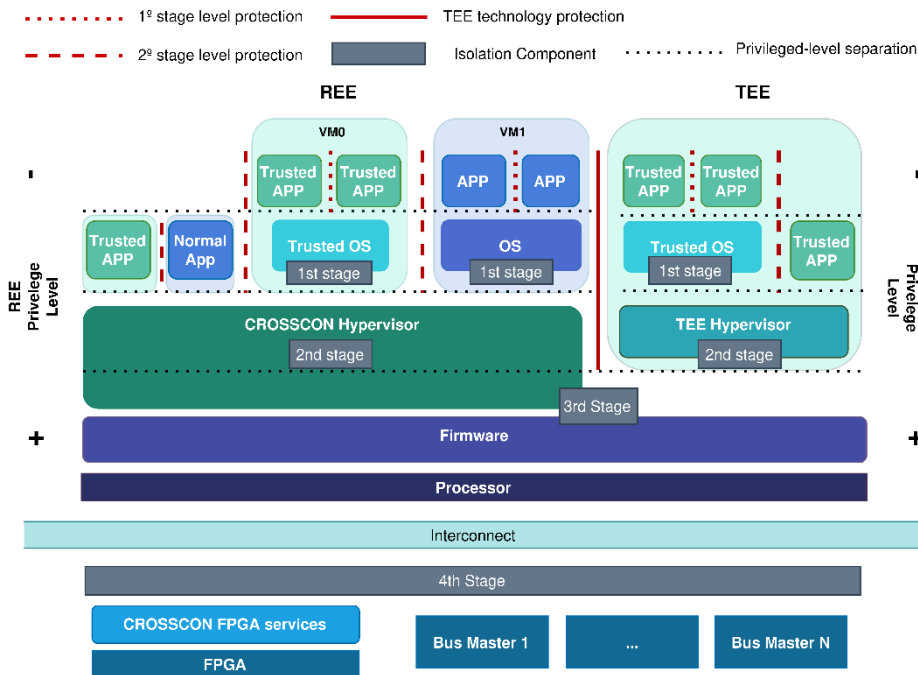 1º stage level protection
TEE technology protection
2º stage level protection
Isolation Component
Privileged-level separation
REE
TEE
VM0
VM1
-
-
Trusted
APP
Trusted
APP
APP
APP
Trusted
APP
Trusted
APP
Trusted
APP
Normal
App
Trusted OS
1st stage
OS
1st stage
Trusted OS
1st stage
Trusted
APP
REE
Privelege
Level
Privelege
Level
CROSSCON Hypervisor
2nd stage
TEE Hypervisor
2nd stage
3rd Stage
+
+
Firmware
Processor
Interconnect
4th Stage
CROSSCON FPGA services
FPGA
Bus Master 1
...
Bus Master N